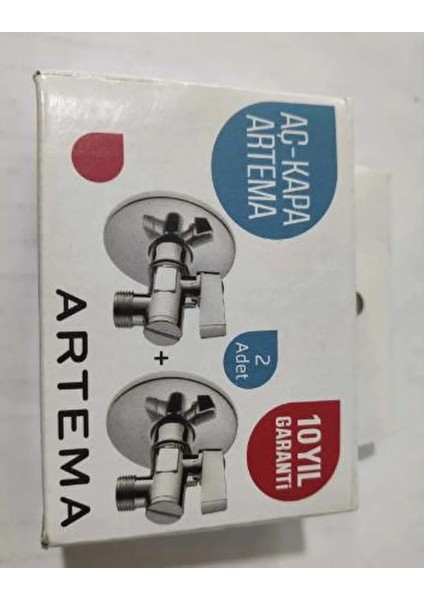 AÇ-KAPA
ARTEMA
2
Adet
+
10 YIL
GARANTİ
ARTEMA